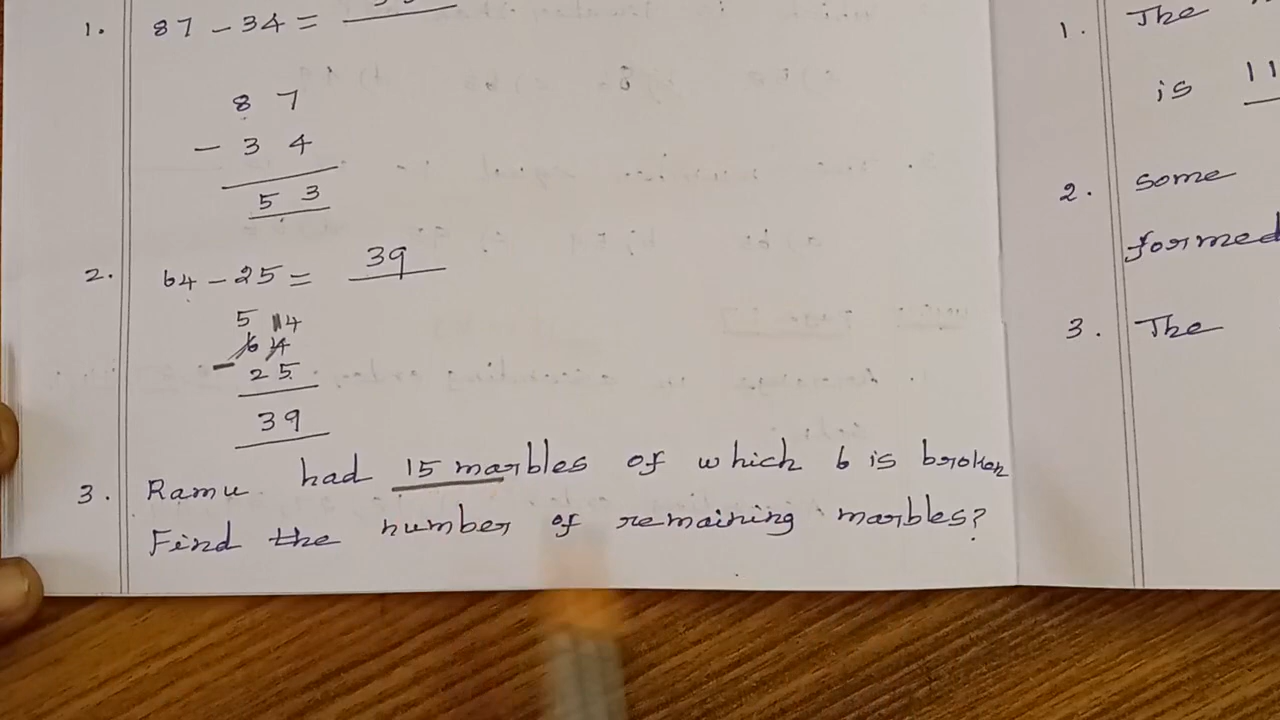 1. 87 - 34 =
8 7
- 3 4
5 3
2. 64 - 25 = 39
5 14
6 4
- 2 5
39
3. Ramu had 15 marbles of which 6 is broken
Find the number of remaining marbles?
1. The
is 11
2. Some
formed
3. The